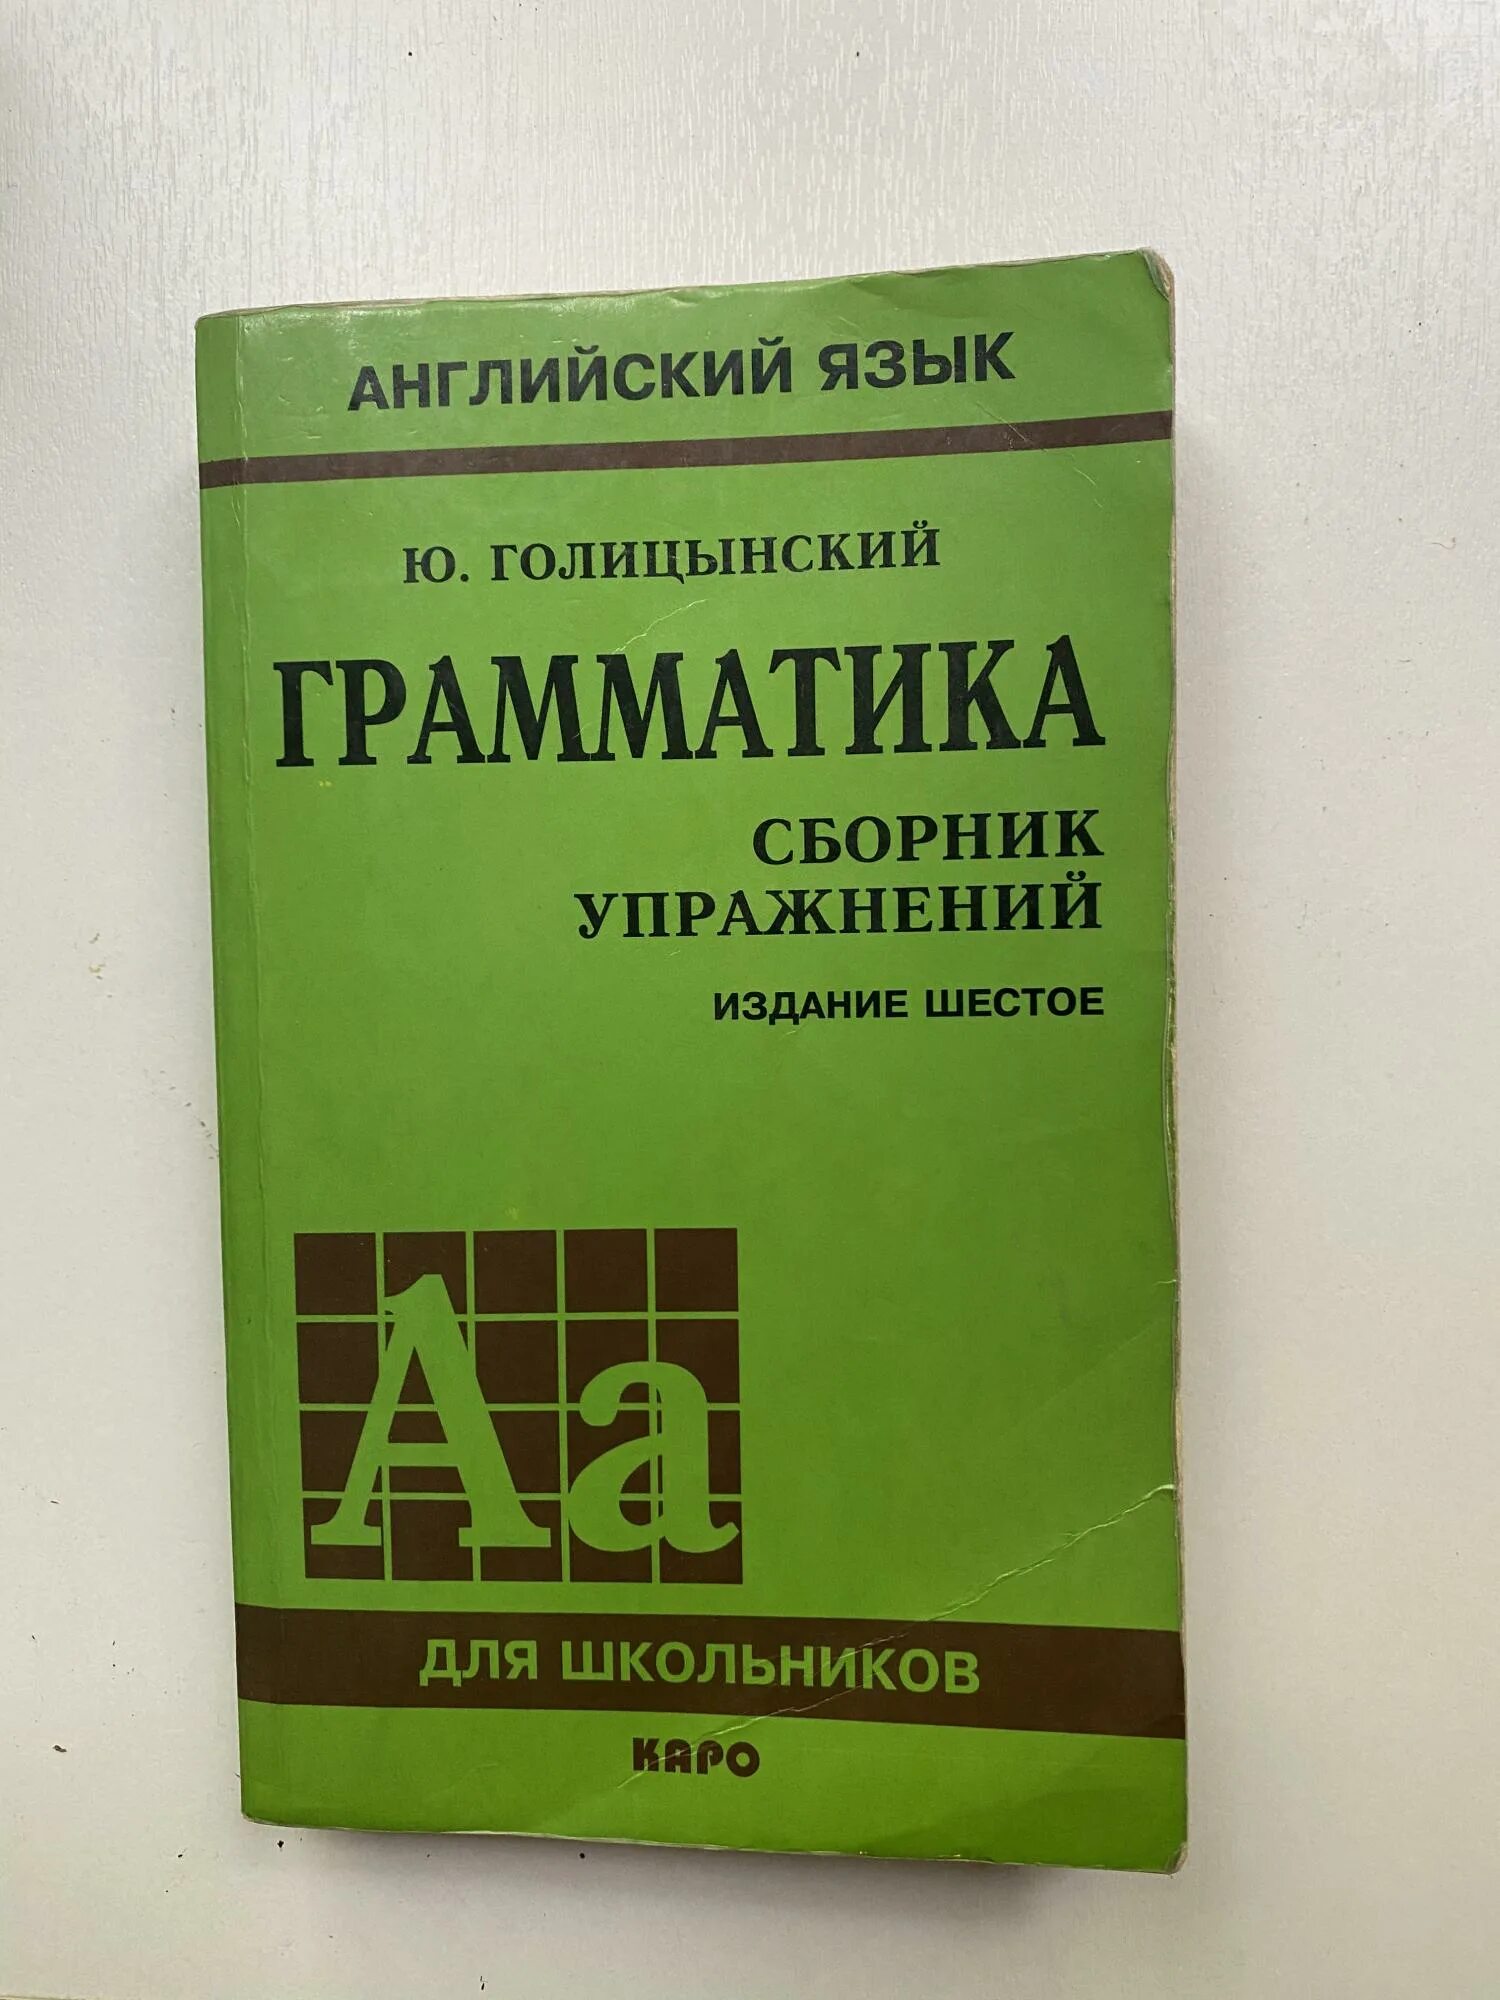 АНГЛИЙСКИЙ ЯЗЫК
Ю. ГОЛИЦЫНСКИЙ
ГРАММАТИКА
СБОРНИК
УПРАЖНЕНИЙ
ИЗДАНИЕ ШЕСТОЕ
Aa
ДЛЯ ШКОЛЬНИКОВ
КАРО